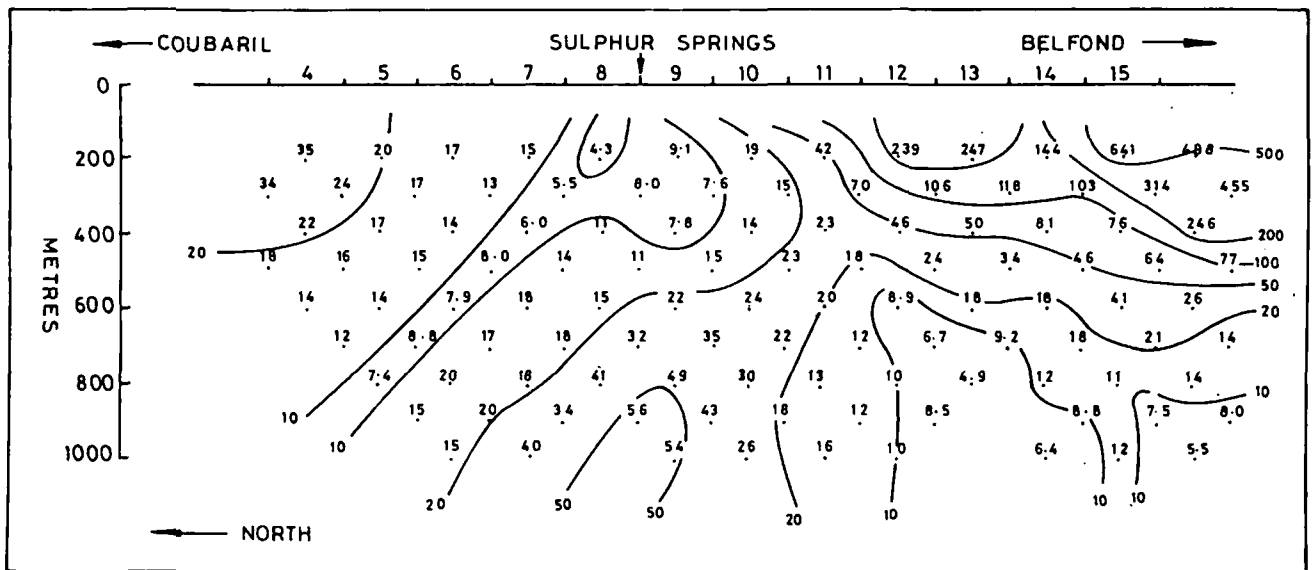 COUBARIL SULPHUR SPRINGS BELFOND
4 5 6 7 8 9 10 11 12 13 14 15
0
35 20 17 15 4.3 9.1 19 42 239 247 144 641 498 500
200
34 24 17 13 5.5 8.0 7.6 15 70 106 118 103 314 455
22 17 14 6.0 11 7.8 14 23 46 50 81 76 246 200
400
20 18 16 15 8.0 14 11 15 23 18 24 34 46 64 77 100
50
14 14 7.9 18 15 22 24 20 8.9 18 18 41 26 20
600
METRES
12 8.8 17 18 32 35 22 12 6.7 9.2 18 21 14
7.4 20 16 41 49 30 13 10 4.9 12 11 14 10
800
10 15 20 34 56 43 18 12 8.5 8.8 7.5 8.0
10 15 40 54 26 16 10 6.4 12 5.5
1000
20 50 50 20 10 10 10
NORTH